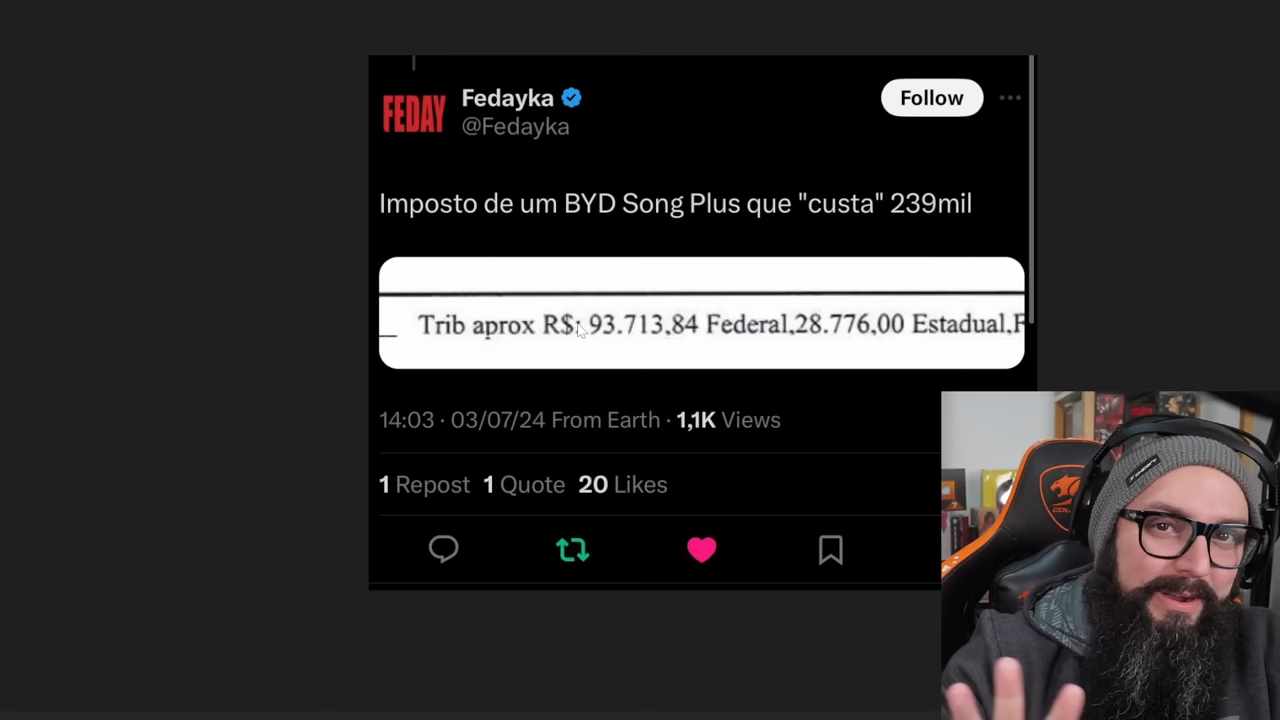 FEDAY
Fedayka
@Fedayka
Follow
Imposto de um BYD Song Plus que "custa" 239mil
Trib aprox R$: 93.713,84 Federal,28.776,00 Estadual,F
14:03 · 03/07/24 From Earth · 1,1K Views
1 Repost 1 Quote 20 Likes